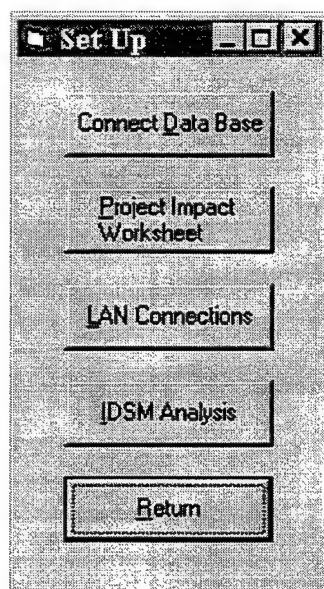 Set Up
Connect Data Base
Project Impact
Worksheet
LAN Connections
IDSM Analysis
Return